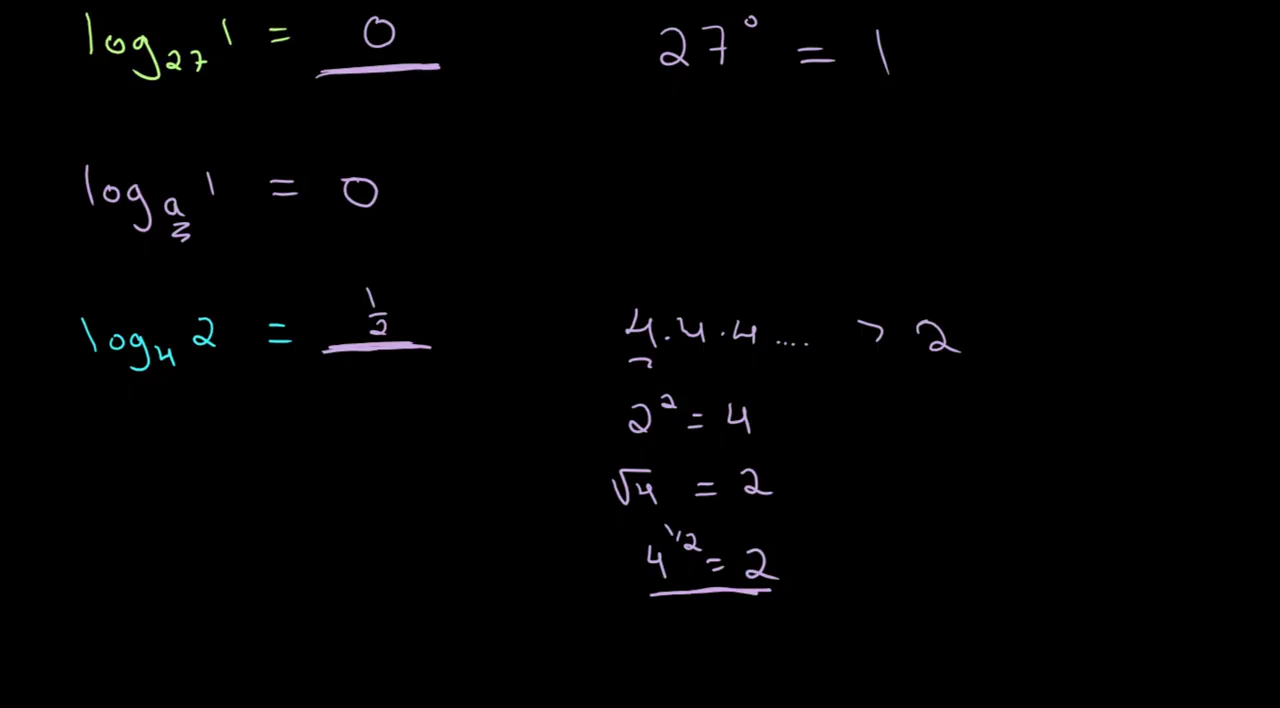 log₂₇ 1 = 0 27⁰ = 1
logₐ 1 = 0
log₄ 2 = 1/2 4.4.4.... > 2
2² = 4
√4 = 2
4^1/2 = 2